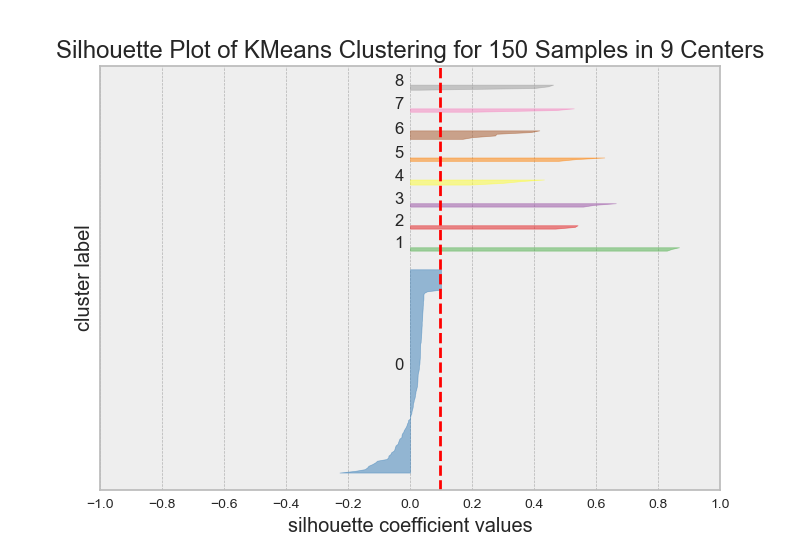 Silhouette Plot of KMeans Clustering for 150 Samples in 9 Centers
8
7
6
5
4
3
2
1
0
cluster label
−1.0 −0.8 −0.6 −0.4 −0.2 0.0 0.2 0.4 0.6 0.8 1.0
silhouette coefficient values